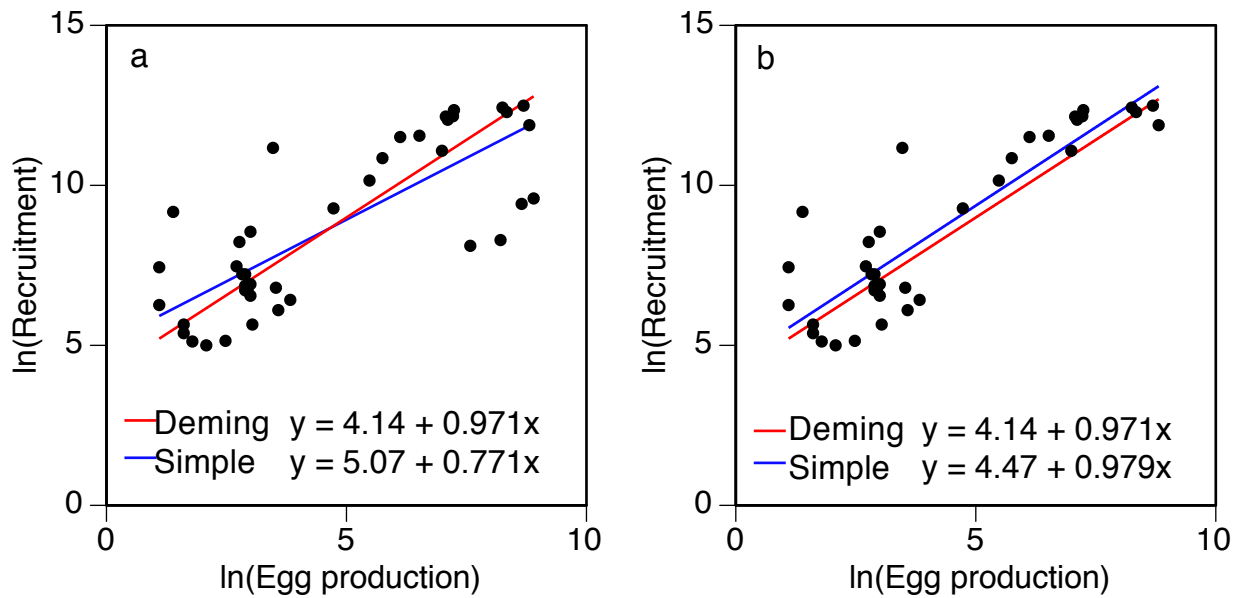 a
15
10
5
0
ln(Recruitment)
Deming y = 4.14 + 0.971x
Simple y = 5.07 + 0.771x
0 5 10
ln(Egg production)
b
15
10
5
0
ln(Recruitment)
Deming y = 4.14 + 0.971x
Simple y = 4.47 + 0.979x
0 5 10
ln(Egg production)